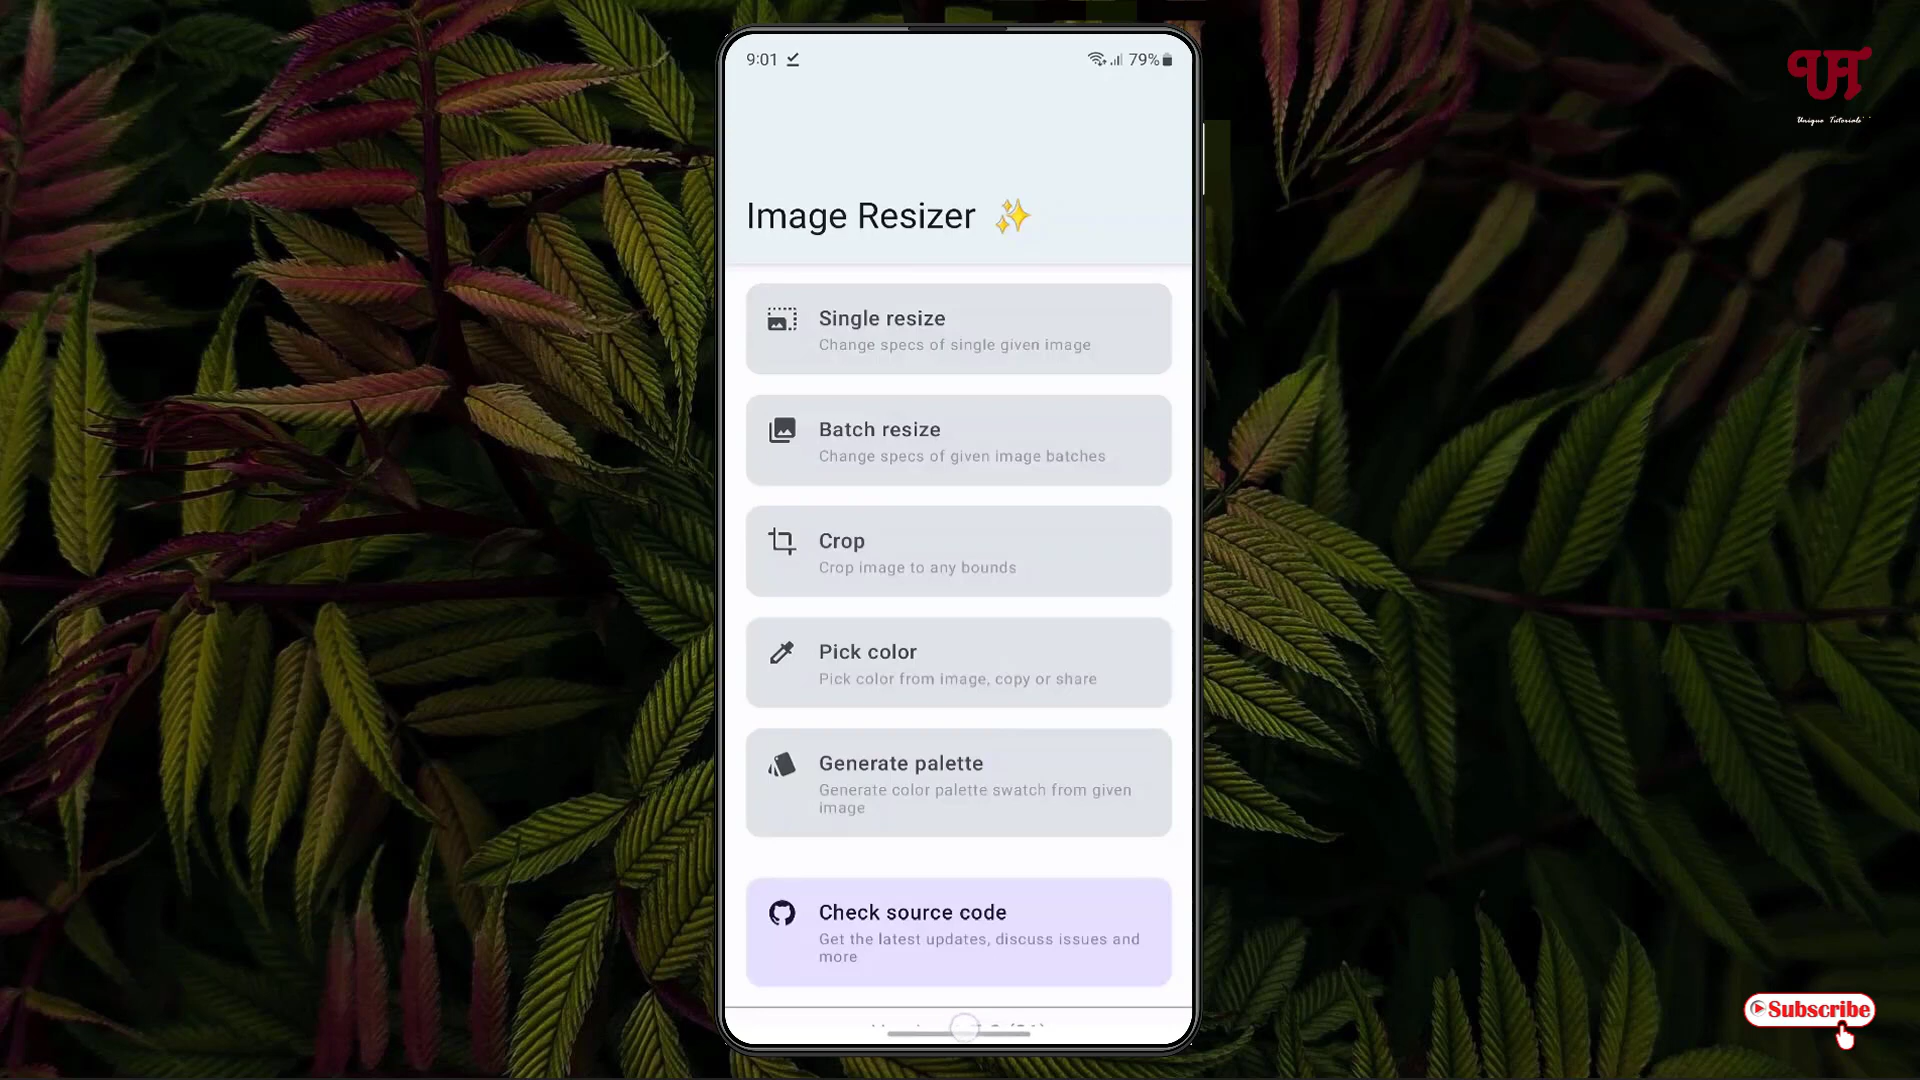 9:01
79%
Image Resizer
Single resize
Change specs of single given image
Batch resize
Change specs of given image batches
Crop
Crop image to any bounds
Pick color
Pick color from image, copy or share
Generate palette
Generate color palette swatch from given
image
Check source code
Get the latest updates, discuss issues and
more
UT
Unique Tutorials
Subscribe